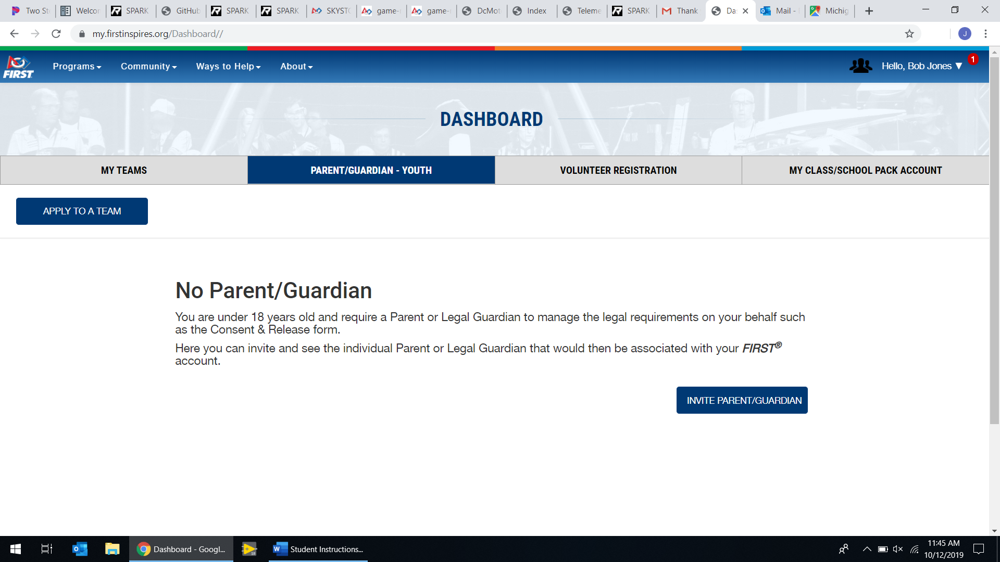 Two St
Welcor
SPARK
GitHub
SPARK
SPARK
SKYSTO
game-
game-
DcMot
Index
Teleme
SPARK
Thank
Da
Mail -
Michig
my.firstinspires.org/Dashboard//
J
FIRST
Programs
Community
Ways to Help
About
Hello, Bob Jones ▼
1
DASHBOARD
MY TEAMS
PARENT/GUARDIAN - YOUTH
VOLUNTEER REGISTRATION
MY CLASS/SCHOOL PACK ACCOUNT
APPLY TO A TEAM
No Parent/Guardian
You are under 18 years old and require a Parent or Legal Guardian to manage the legal requirements on your behalf such
as the Consent & Release form.
Here you can invite and see the individual Parent or Legal Guardian that would then be associated with your FIRST®
account.
INVITE PARENT/GUARDIAN
Dashboard - Googl...
Student Instructions...
11:45 AM
10/12/2019